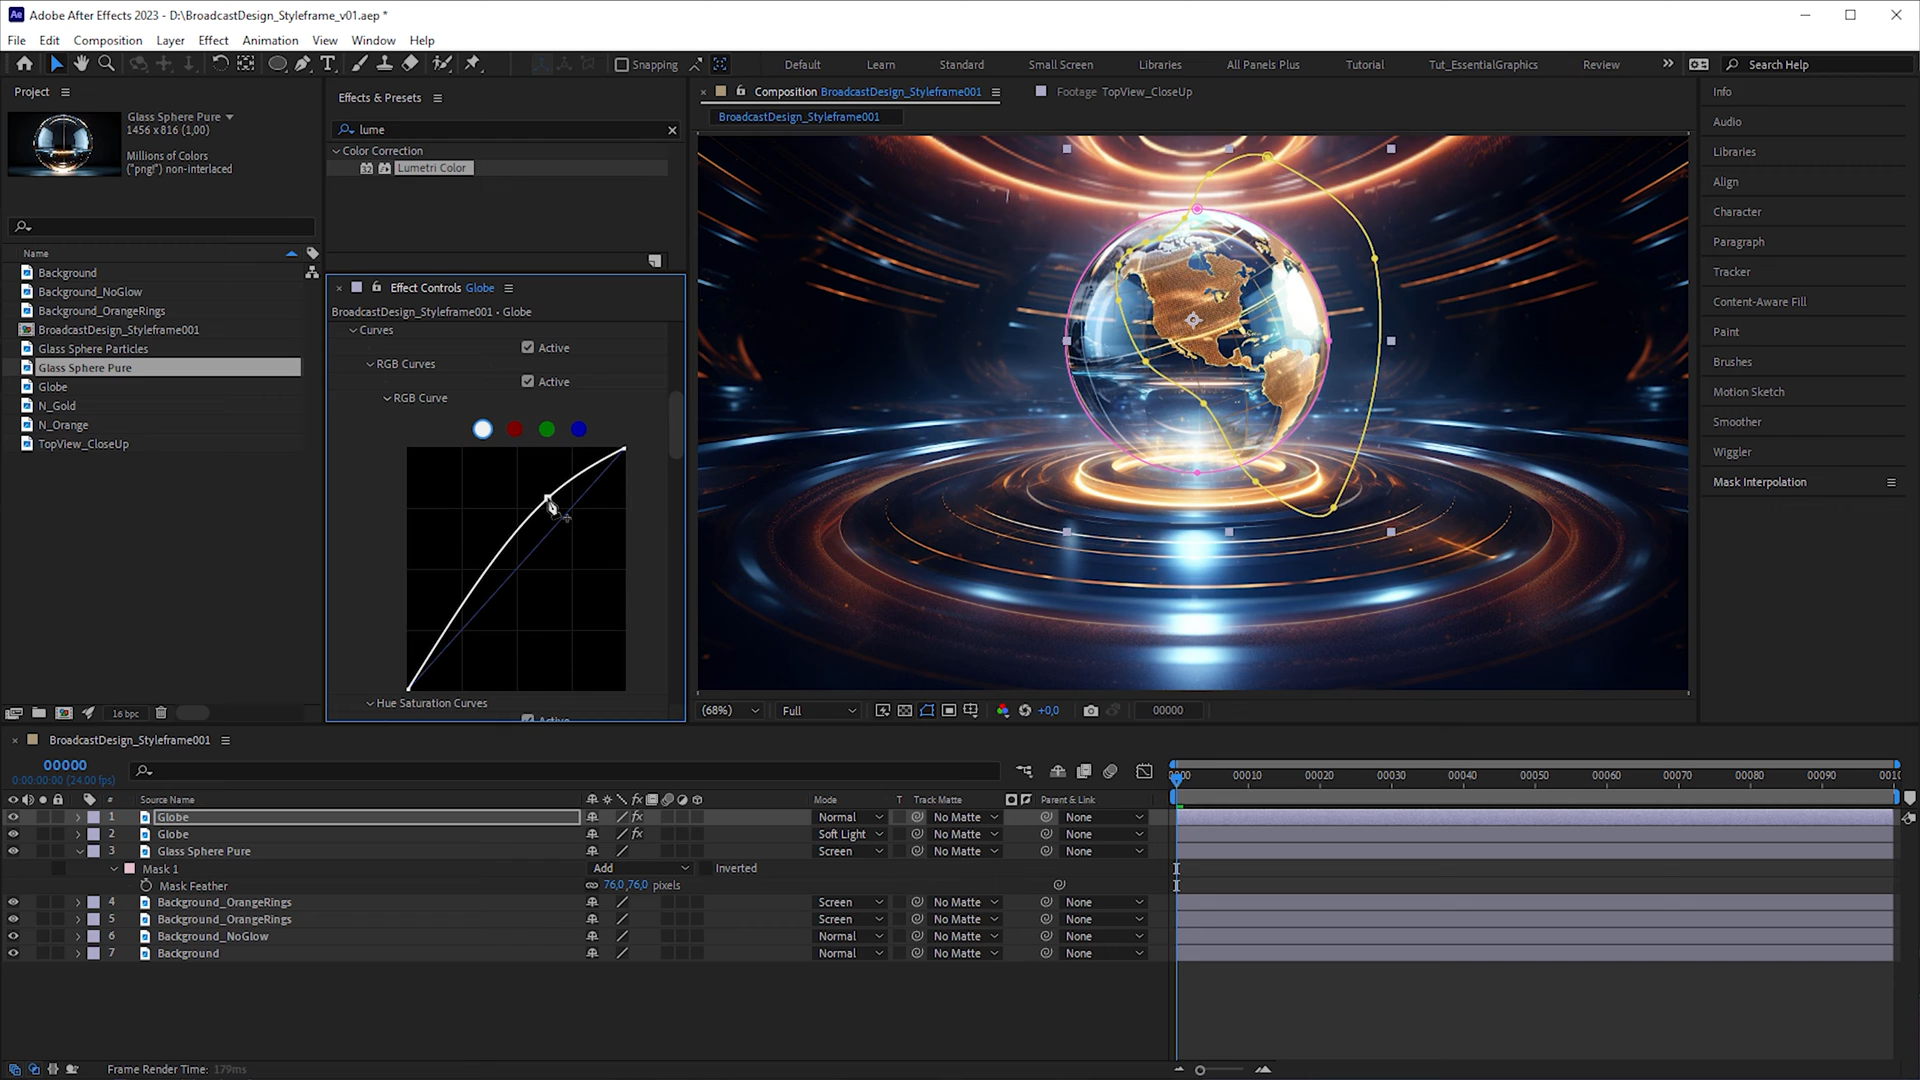 Adobe After Effects 2023 - D:\BroadcastDesign_Styleframe_v01.aep *
File Edit Composition Layer Effect Animation View Window Help
Snapping Default Learn Standard Small Screen Libraries All Panels Plus Tutorial Tut_EssentialGraphics Review Search Help
Project
Glass Sphere Pure
1456 x 816 (1,00)
Millions of Colors
("png!") non-interlaced
Name
Background
Background_NoGlow
Background_OrangeRings
BroadcastDesign_Styleframe001
Glass Sphere Particles
Glass Sphere Pure
Globe
N_Gold
N_Orange
TopView_CloseUp
16 bpc
Effects & Presets
lume
Color Correction
32 Lumetri Color
Effect Controls Globe
BroadcastDesign_Styleframe001 • Globe
Curves
Active
RGB Curves
Active
RGB Curve
Hue Saturation Curves
Active
Composition BroadcastDesign_Styleframe001
Footage TopView_CloseUp
BroadcastDesign_Styleframe001
(68%) Full +0,0 00000
Info
Audio
Libraries
Align
Character
Paragraph
Tracker
Content-Aware Fill
Paint
Brushes
Motion Sketch
Smoother
Wiggler
Mask Interpolation
BroadcastDesign_Styleframe001
00000
0:00:00:00 (24.00 fps)
0000 00010 00020 00030 00040 00050 00060 00070 00080 00090 0010
# Source Name fx Mode T Track Matte Parent & Link
1 Globe fx Normal No Matte None
2 Globe fx Soft Light No Matte None
3 Glass Sphere Pure Screen No Matte None
Mask 1 Add Inverted
Mask Feather 76,0,76,0 pixels
4 Background_OrangeRings Screen No Matte None
5 Background_OrangeRings Screen No Matte None
6 Background_NoGlow Normal No Matte None
7 Background Normal No Matte None
Frame Render Time: 179ms